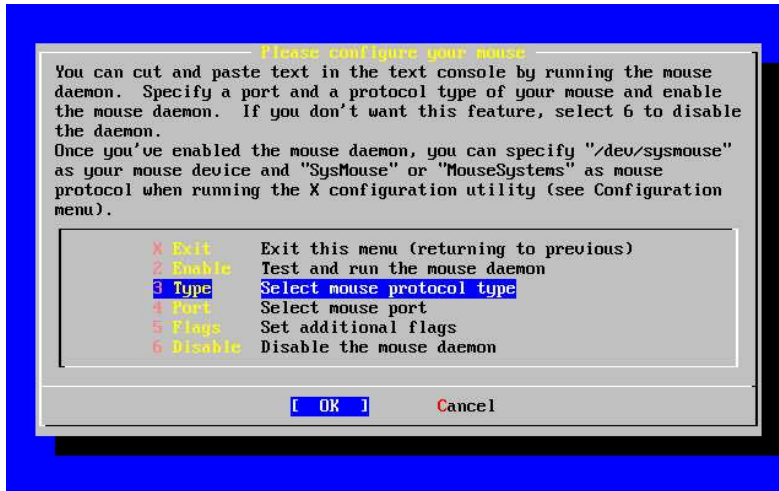 Please configure your mouse
You can cut and paste text in the text console by running the mouse
daemon.  Specify a port and a protocol type of your mouse and enable
the mouse daemon.  If you don't want this feature, select 6 to disable
the daemon.
Once you've enabled the mouse daemon, you can specify "/dev/sysmouse"
as your mouse device and "SysMouse" or "MouseSystems" as mouse
protocol when running the X configuration utility (see Configuration
menu).
X Exit Exit this menu (returning to previous)
2 Enable Test and run the mouse daemon
3 Type Select mouse protocol type
4 Port Select mouse port
5 Flags Set additional flags
6 Disable Disable the mouse daemon
[ OK ] Cancel